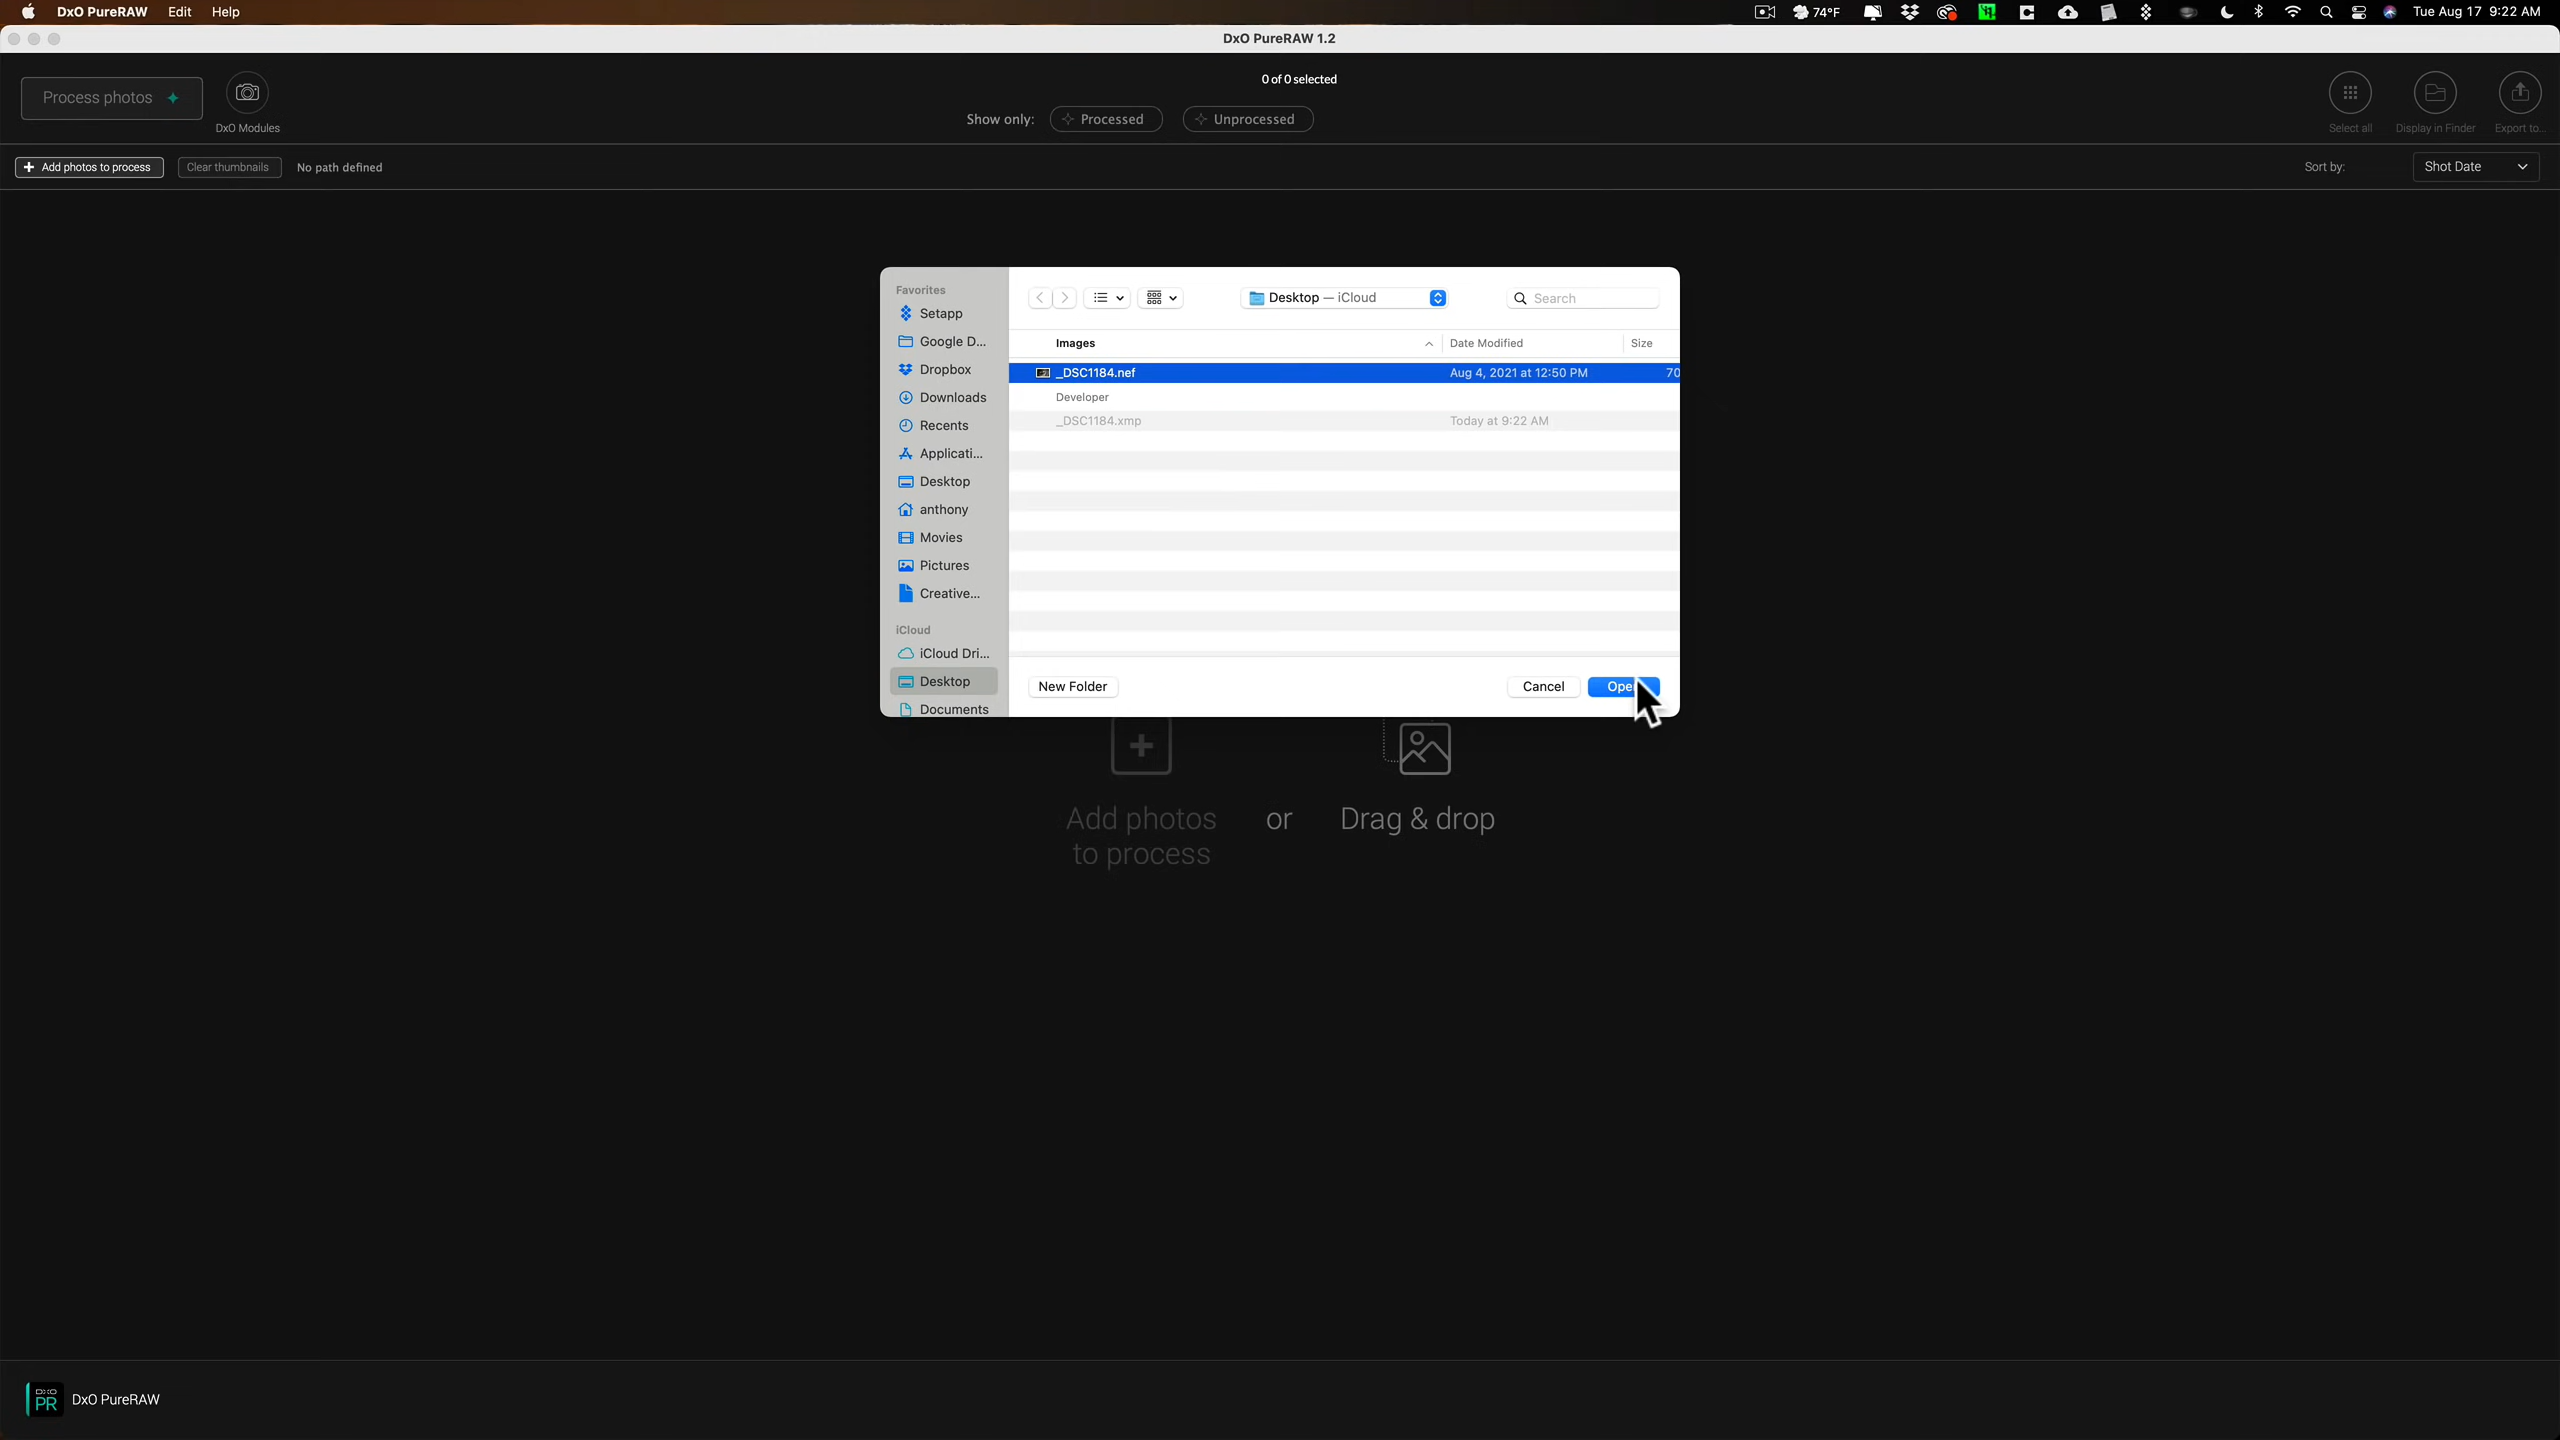 DxO PureRAW Edit Help 74°F Tue Aug 17 9:22 AM
DxO PureRAW 1.2
0 of 0 selected
Process photos
DxO Modules
Show only: Processed Unprocessed
Select all Display in Finder Export to...
Add photos to process Clear thumbnails No path defined Sort by: Shot Date
Favorites
Setapp
Google D...
Dropbox
Downloads
Recents
Applicati...
Desktop
anthony
Movies
Pictures
Creative...
iCloud
iCloud Dri...
Desktop
Documents
Desktop — iCloud Search
Images Date Modified Size
_DSC1184.nef Aug 4, 2021 at 12:50 PM 70
Developer
_DSC1184.xmp Today at 9:22 AM
New Folder Cancel
Add photos
to process
or
Drag & drop
DXO
PR
DxO PureRAW